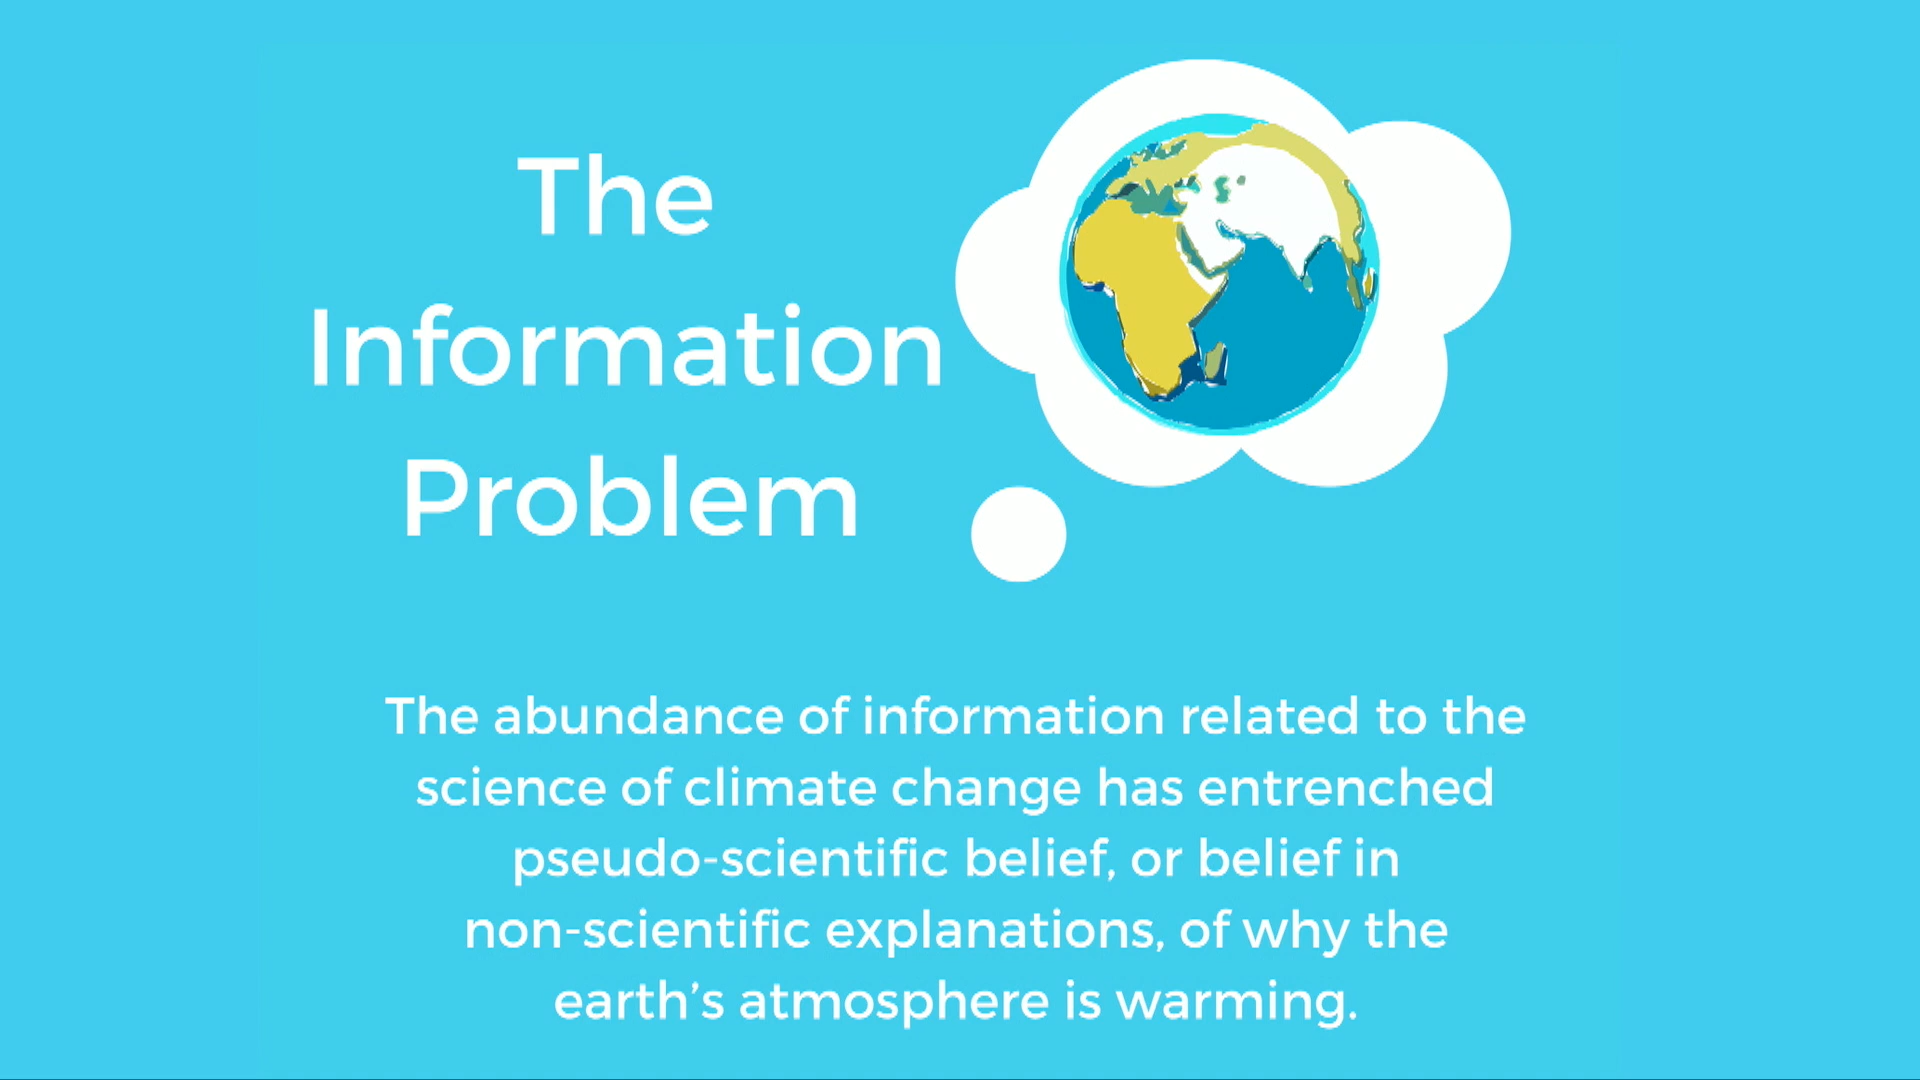 The
Information
Problem
The abundance of information related to the
science of climate change has entrenched
pseudo-scientific belief, or belief in
non-scientific explanations, of why the
earth’s atmosphere is warming.